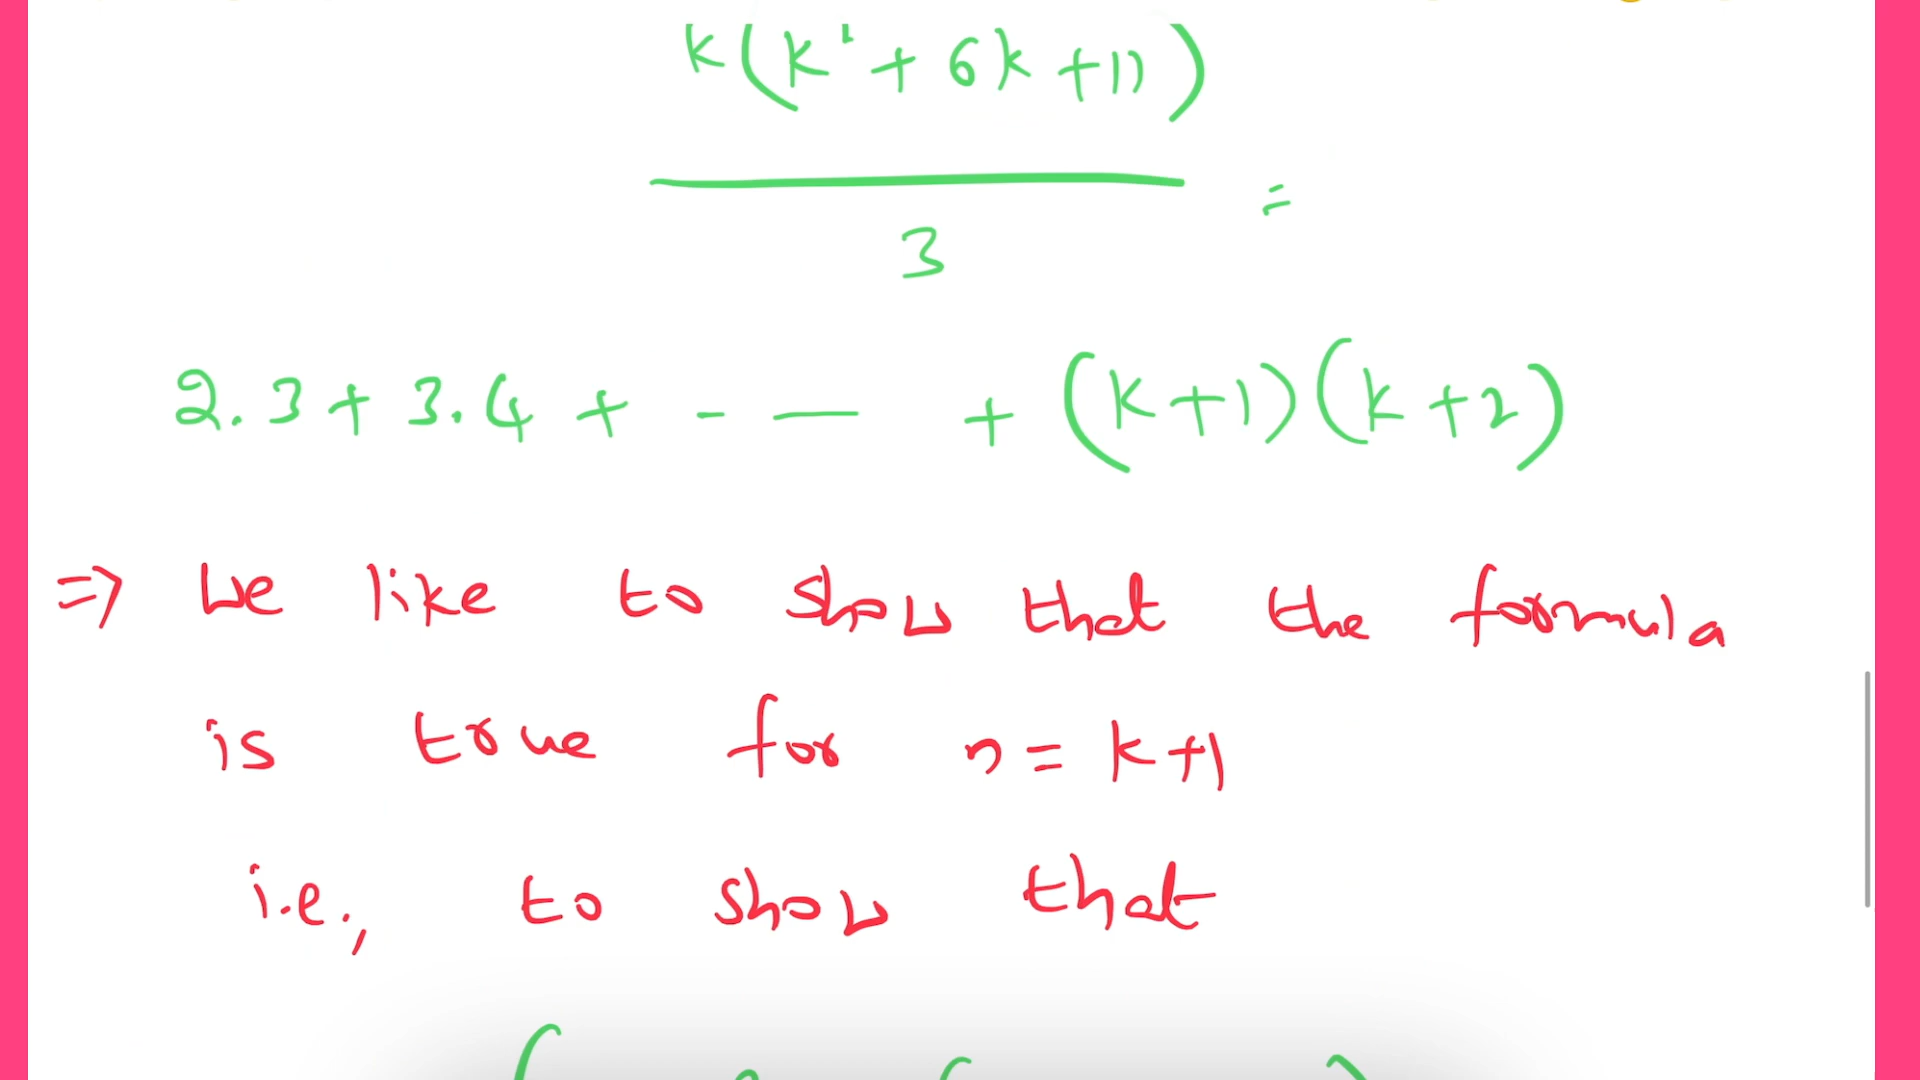 k(k²+6k+11)
3 =
2.3+3.4+ - — +(k+1)(k+2)
=> We like to show that the formula
is true for n = k+1
i.e., to show that